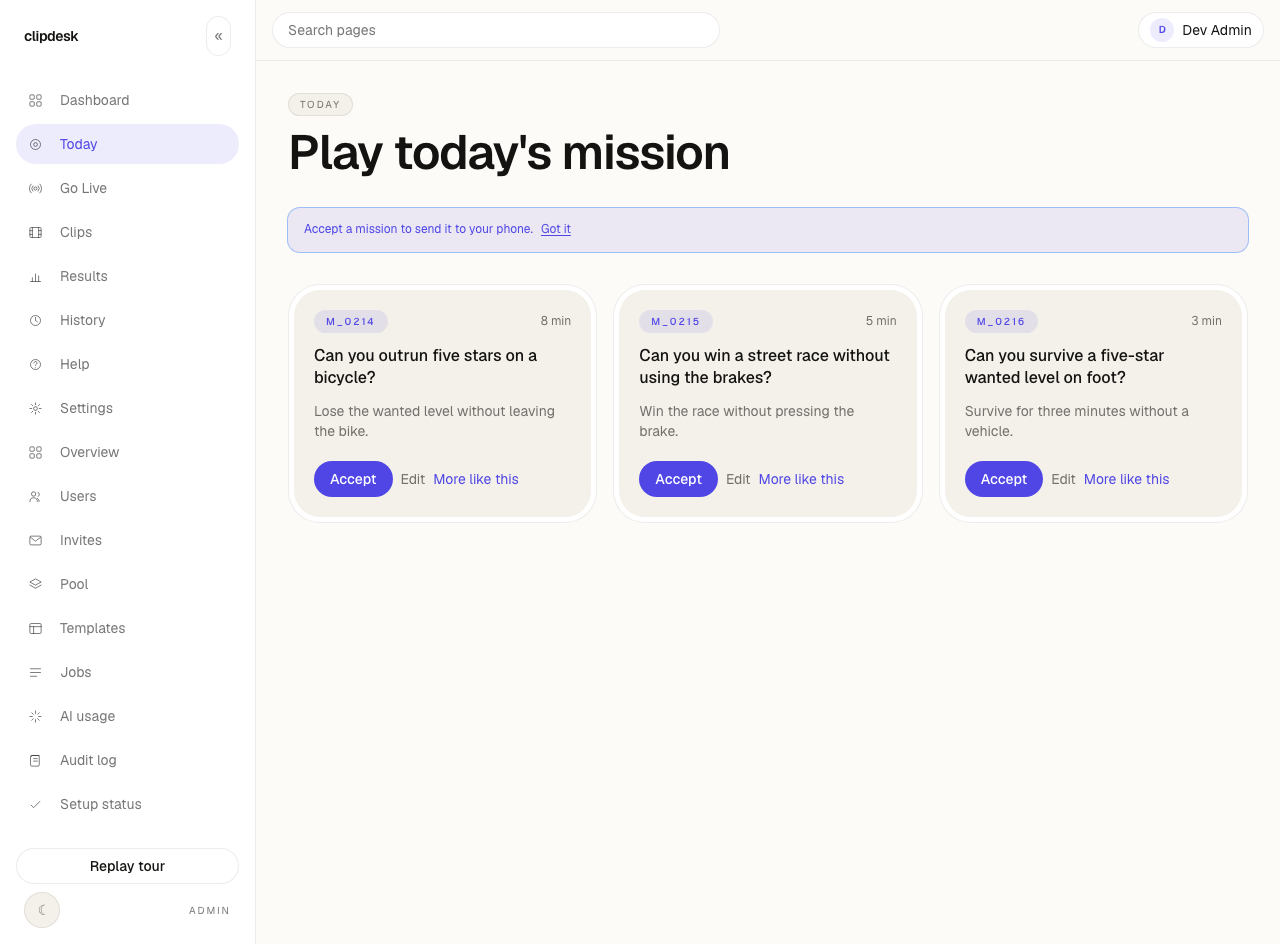 clipdesk
«
Search pages
D
Dev Admin
Dashboard
Today
Go Live
Clips
Results
History
Help
Settings
Overview
Users
Invites
Pool
Templates
Jobs
AI usage
Audit log
Setup status
Replay tour
ADMIN
TODAY
Play today's mission
Accept a mission to send it to your phone. Got it
M_0214
8 min
Can you outrun five stars on a
bicycle?
Lose the wanted level without leaving
the bike.
Accept Edit More like this
M_0215
5 min
Can you win a street race without
using the brakes?
Win the race without pressing the
brake.
Accept Edit More like this
M_0216
3 min
Can you survive a five-star
wanted level on foot?
Survive for three minutes without a
vehicle.
Accept Edit More like this